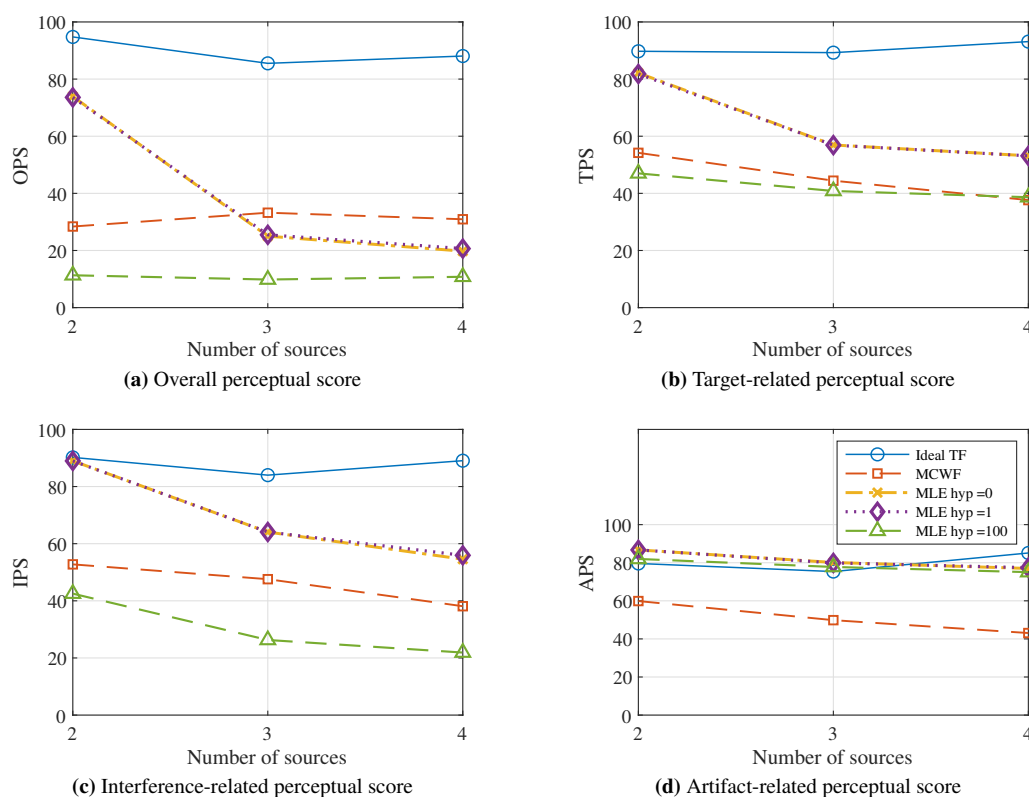 100
80
60
40
20
0
OPS
2
3
4
Number of sources
(a) Overall perceptual score
100
80
60
40
20
0
TPS
2
3
4
Number of sources
(b) Target-related perceptual score
100
80
60
40
20
0
IPS
2
3
4
Number of sources
(c) Interference-related perceptual score
Ideal TF
MCWF
MLE hyp =0
MLE hyp =1
MLE hyp =100
100
80
60
40
20
0
APS
2
3
4
Number of sources
(d) Artifact-related perceptual score